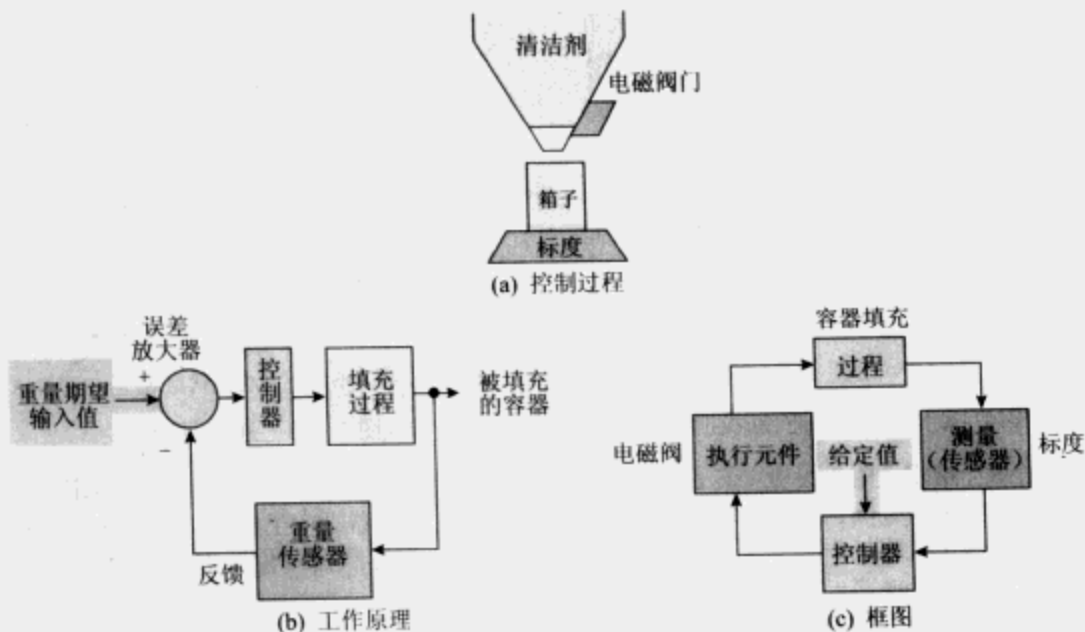 清洁剂
电磁阀门
箱子
标度
(a) 控制过程
误差
放大器
+
重量期望
输入值
−
控
制
器
填充
过程
被填充
的容器
重量
传感器
反馈
(b) 工作原理
容器填充
过程
电磁阀
执行元件
给定值
测量
(传感器)
标度
控制器
(c) 框图